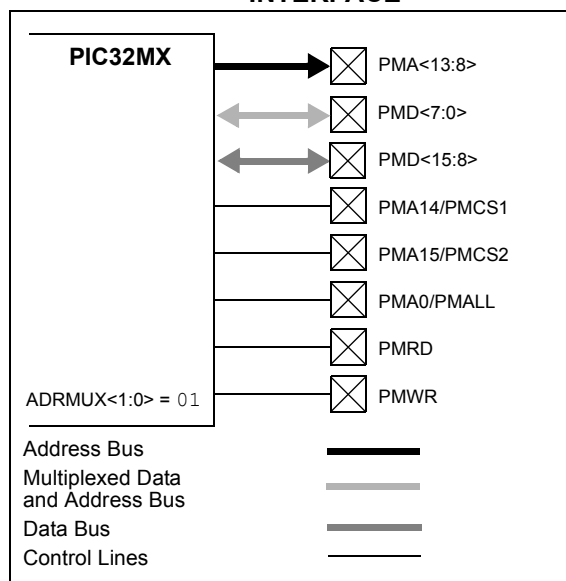 PIC32MX
PMA<13:8>
PMD<7:0>
PMD<15:8>
PMA14/PMCS1
PMA15/PMCS2
PMA0/PMALL
PMRD
PMWR
ADRMUX<1:0> = 01
Address Bus
Multiplexed Data
and Address Bus
Data Bus
Control Lines